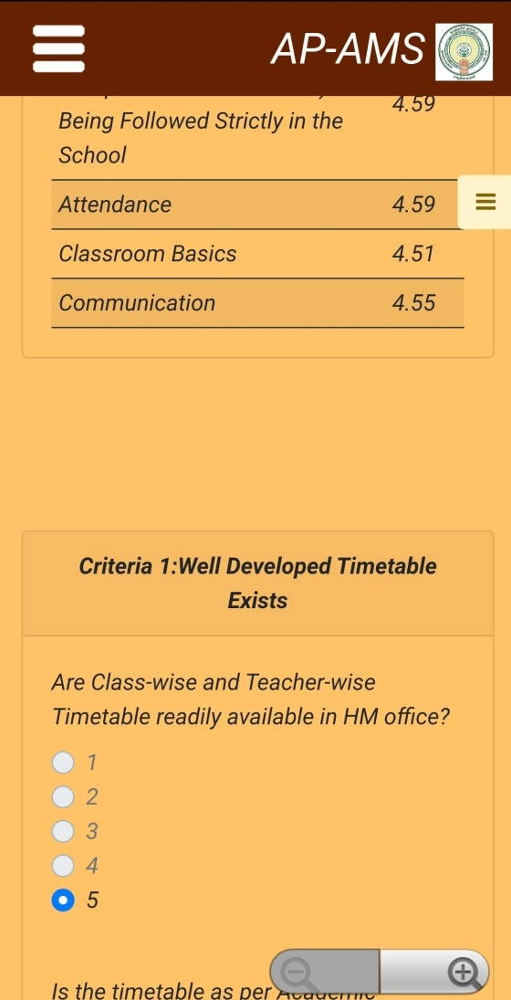 AP-AMS
4.59
Being Followed Strictly in the
School
Attendance 4.59
Classroom Basics 4.51
Communication 4.55
Criteria 1:Well Developed Timetable
Exists
Are Class-wise and Teacher-wise
Timetable readily available in HM office?
1
2
3
4
5
Is the timetable as per Academic